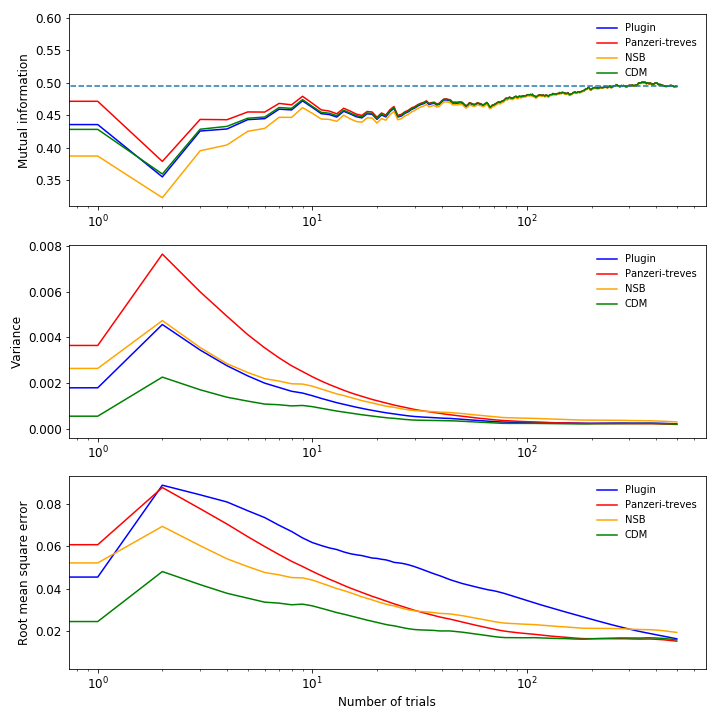 Mutual information
0.60
0.55
0.50
0.45
0.40
0.35
Plugin
Panzeri-treves
NSB
CDM
10⁰
10¹
10²
Variance
0.008
0.006
0.004
0.002
0.000
Plugin
Panzeri-treves
NSB
CDM
10⁰
10¹
10²
Root mean square error
0.08
0.06
0.04
0.02
Plugin
Panzeri-treves
NSB
CDM
10⁰
10¹
10²
Number of trials